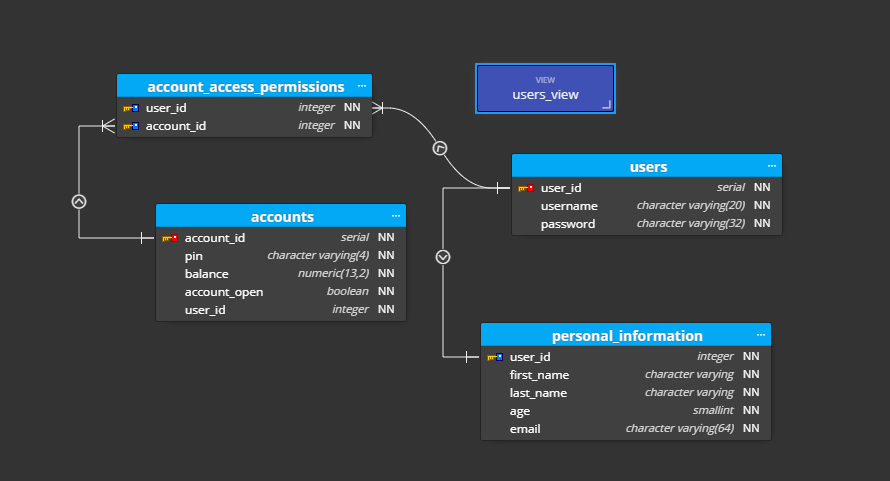 account_access_permissions ...
user_id integer NN
account_id integer NN
VIEW
users_view
users ...
user_id serial NN
username character varying(20) NN
password character varying(32) NN
accounts ...
account_id serial NN
pin character varying(4) NN
balance numeric(13,2) NN
account_open boolean NN
user_id integer NN
personal_information ...
user_id integer NN
first_name character varying NN
last_name character varying NN
age smallint NN
email character varying(64) NN